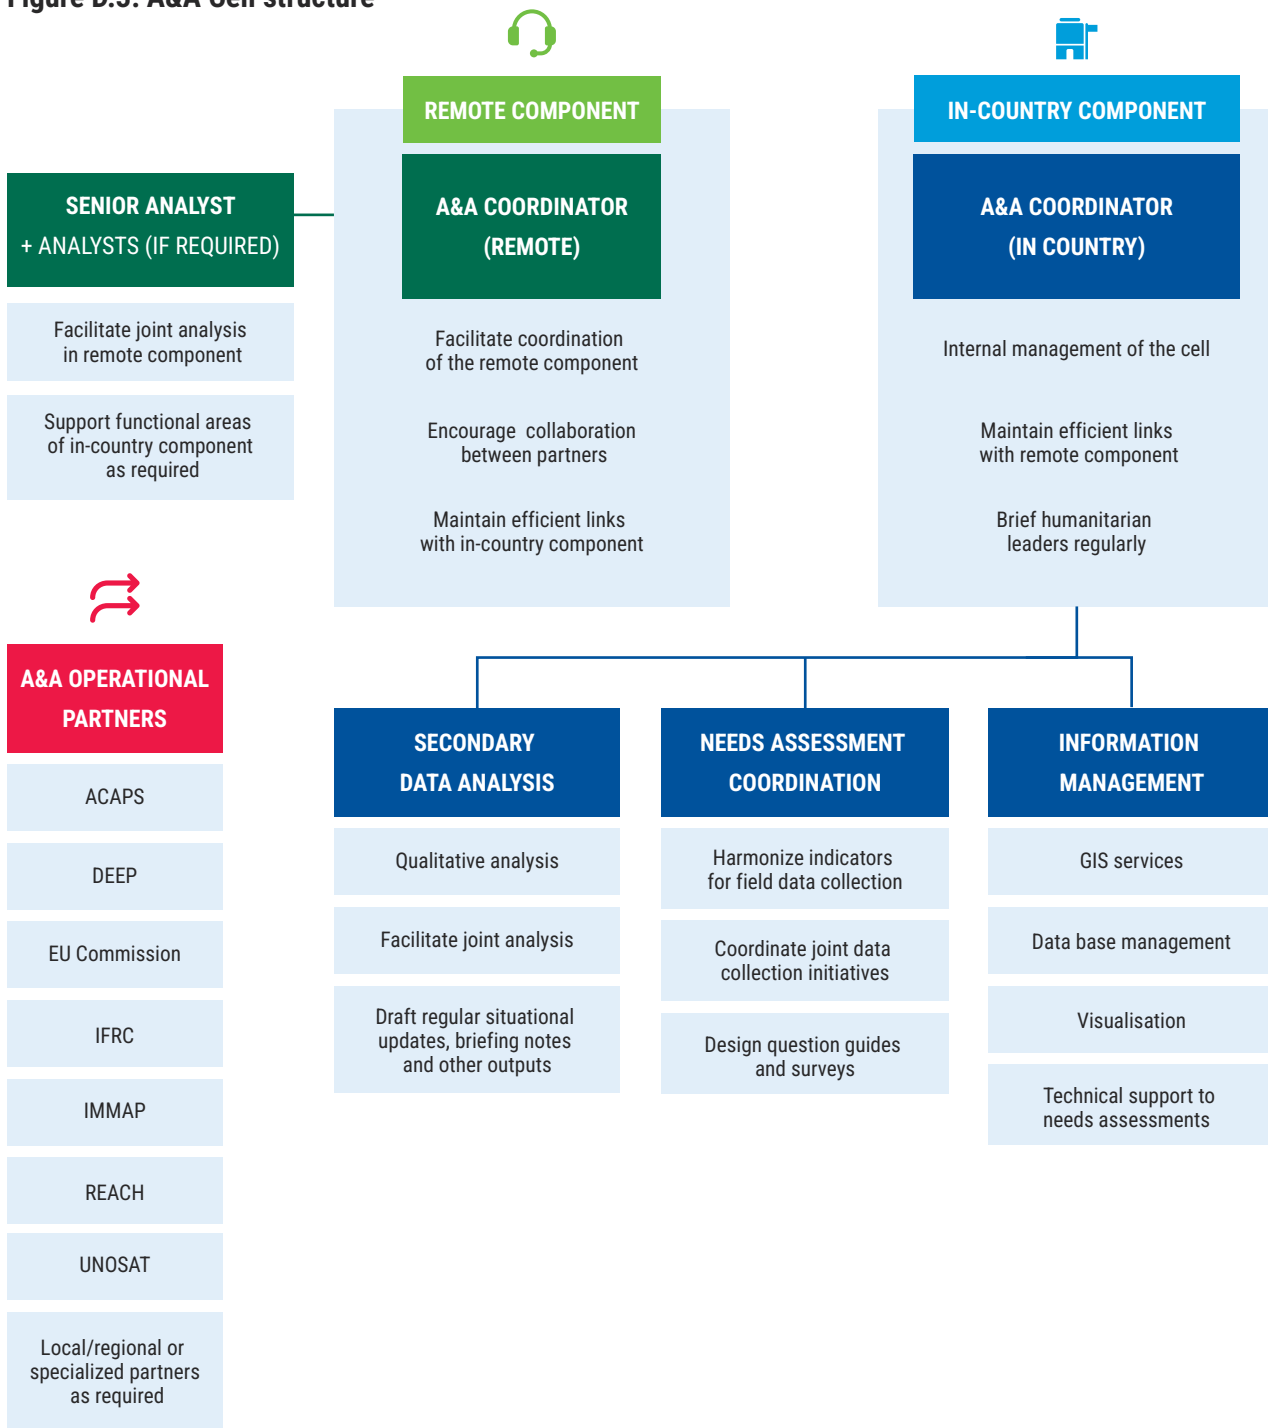 Figure D.3: A&A Cell structure
REMOTE COMPONENT
A&A COORDINATOR
(REMOTE)
Facilitate coordination
of the remote component
Encourage collaboration
between partners
Maintain efficient links
with in-country component
IN-COUNTRY COMPONENT
A&A COORDINATOR
(IN COUNTRY)
Internal management of the cell
Maintain efficient links
with remote component
Brief humanitarian
leaders regularly
SENIOR ANALYST
+ ANALYSTS (IF REQUIRED)
Facilitate joint analysis
in remote component
Support functional areas
of in-country component
as required
A&A OPERATIONAL
PARTNERS
ACAPS
DEEP
EU Commission
IFRC
IMMAP
REACH
UNOSAT
Local/regional or
specialized partners
as required
SECONDARY
DATA ANALYSIS
Qualitative analysis
Facilitate joint analysis
Draft regular situational
updates, briefing notes
and other outputs
NEEDS ASSESSMENT
COORDINATION
Harmonize indicators
for field data collection
Coordinate joint data
collection initiatives
Design question guides
and surveys
INFORMATION
MANAGEMENT
GIS services
Data base management
Visualisation
Technical support to
needs assessments